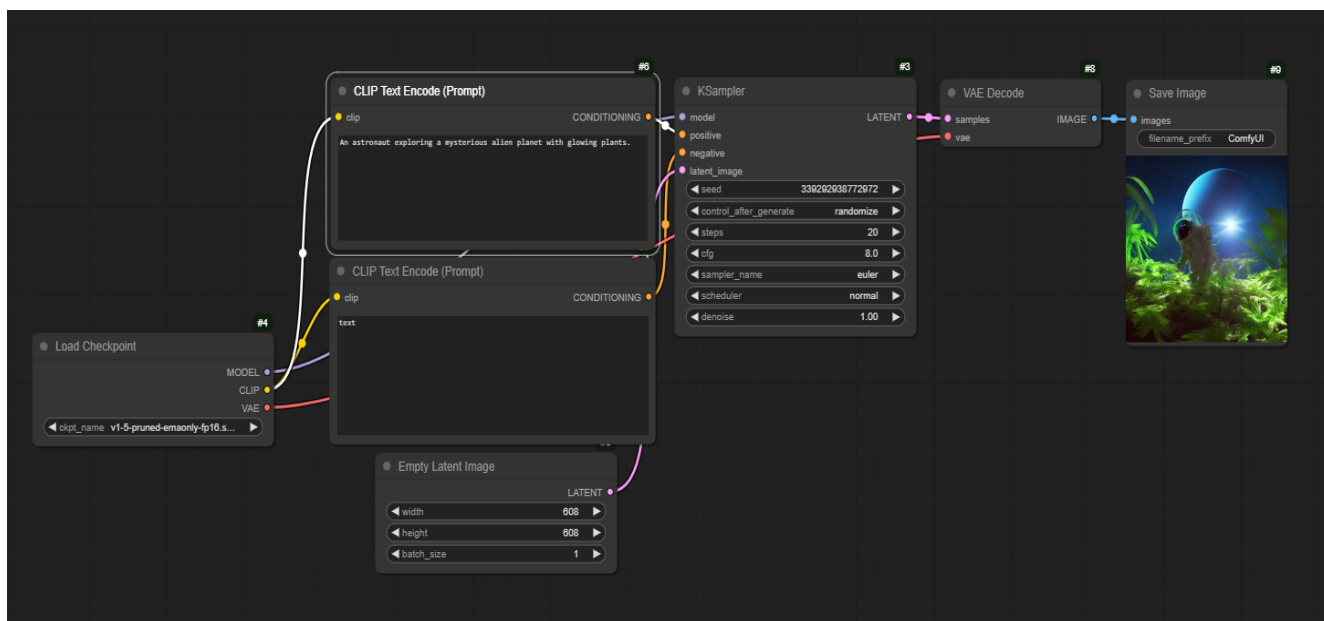 #6
CLIP Text Encode (Prompt)
clip CONDITIONING
An astronaut exploring a mysterious alien planet with glowing plants.
CLIP Text Encode (Prompt)
clip CONDITIONING
text
#4
Load Checkpoint
MODEL
CLIP
VAE
ckpt_name v1-5-pruned-emaonly-fp16.s...
Empty Latent Image
LATENT
width 608
height 608
batch_size 1
#3
KSampler
model LATENT
positive
negative
latent_image
seed 339292938772972
control_after_generate randomize
steps 20
cfg 8.0
sampler_name euler
scheduler normal
denoise 1.00
#8
VAE Decode
samples IMAGE
vae
#9
Save Image
images
filename_prefix ComfyUI